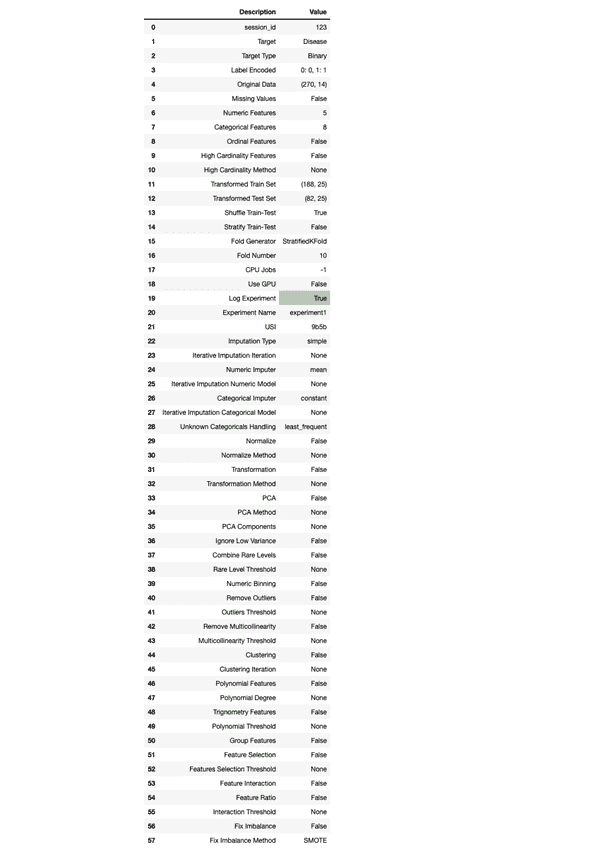 Description Value
0 session_id 123
1 Target Disease
2 Target Type Binary
3 Label Encoded 0: 0, 1: 1
4 Original Data (270, 14)
5 Missing Values False
6 Numeric Features 5
7 Categorical Features 8
8 Ordinal Features False
9 High Cardinality Features False
10 High Cardinality Method None
11 Transformed Train Set (188, 25)
12 Transformed Test Set (82, 25)
13 Shuffle Train-Test True
14 Stratify Train-Test False
15 Fold Generator StratifiedKFold
16 Fold Number 10
17 CPU Jobs -1
18 Use GPU False
19 Log Experiment True
20 Experiment Name experiment1
21 USI 9b5b
22 Imputation Type simple
23 Iterative Imputation Iteration None
24 Numeric Imputer mean
25 Iterative Imputation Numeric Model None
26 Categorical Imputer constant
27 Iterative Imputation Categorical Model None
28 Unknown Categoricals Handling least_frequent
29 Normalize False
30 Normalize Method None
31 Transformation False
32 Transformation Method None
33 PCA False
34 PCA Method None
35 PCA Components None
36 Ignore Low Variance False
37 Combine Rare Levels False
38 Rare Level Threshold None
39 Numeric Binning False
40 Remove Outliers False
41 Outliers Threshold None
42 Remove Multicollinearity False
43 Multicollinearity Threshold None
44 Clustering False
45 Clustering Iteration None
46 Polynomial Features False
47 Polynomial Degree None
48 Trignometry Features False
49 Polynomial Threshold None
50 Group Features False
51 Feature Selection False
52 Features Selection Threshold None
53 Feature Interaction False
54 Feature Ratio False
55 Interaction Threshold None
56 Fix Imbalance False
57 Fix Imbalance Method SMOTE